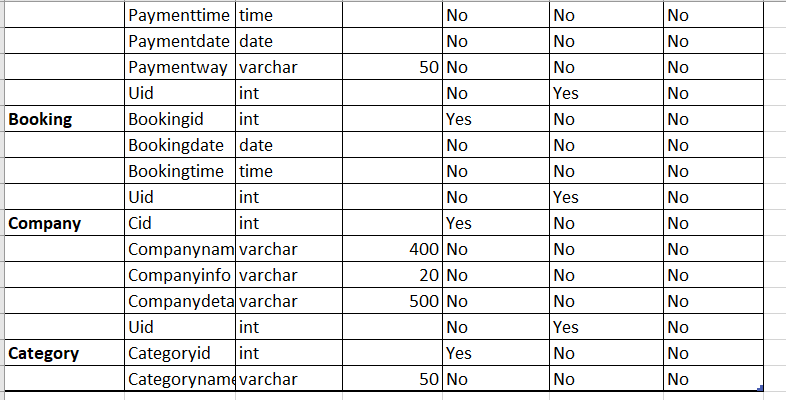 Paymenttime time No No No
Paymentdate date No No No
Paymentway varchar 50 No No No
Uid int No Yes No
Booking Bookingid int Yes No No
Bookingdate date No No No
Bookingtime time No No No
Uid int No Yes No
Company Cid int Yes No No
Companynam varchar 400 No No No
Companyinfo varchar 20 No No No
Companydeta varchar 500 No No No
Uid int No Yes No
Category Categoryid int Yes No No
Categoryname varchar 50 No No No